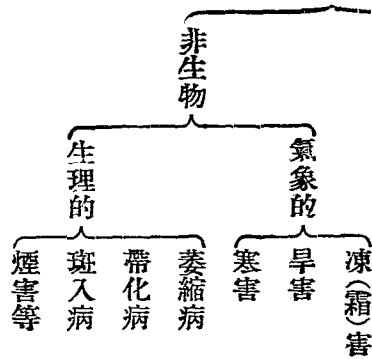 非生物
氣象的
凍(霜)害
旱害
寒害
生理的
萎縮病
帶化病
斑入病
煙害等